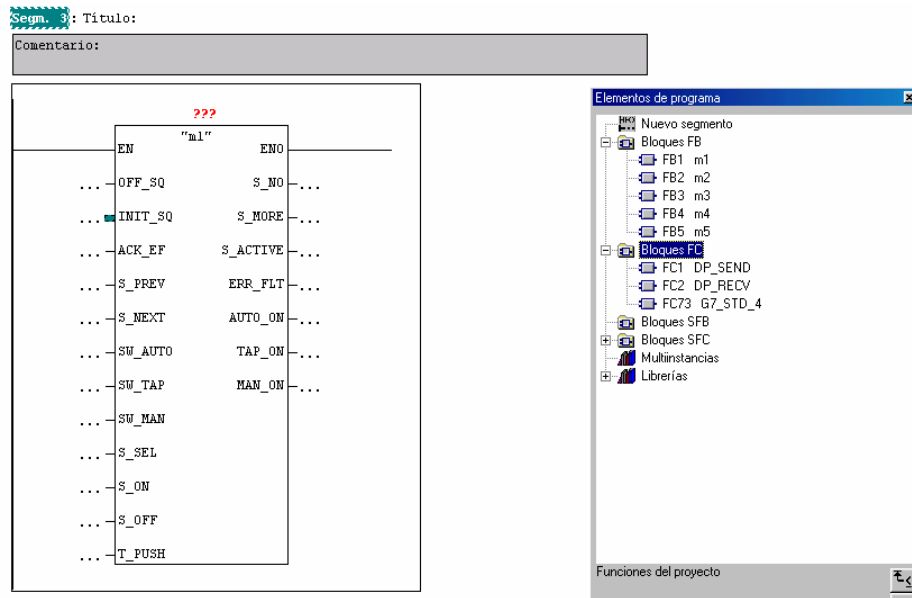 Segm. 3: Título:
Comentario:
???
"m1"
EN ENO
... OFF_SQ S_NO ...
... INIT_SQ S_MORE ...
... ACK_EF S_ACTIVE ...
... S_PREV ERR_FLT ...
... S_NEXT AUTO_ON ...
... SW_AUTO TAP_ON ...
... SW_TAP MAN_ON ...
... SW_MAN
... S_SEL
... S_ON
... S_OFF
... T_PUSH
Elementos de programa
Nuevo segmento
Bloques FB
FB1 m1
FB2 m2
FB3 m3
FB4 m4
FB5 m5
Bloques FC
FC1 DP_SEND
FC2 DP_RECV
FC73 G7_STD_4
Bloques SFB
Bloques SFC
Multiinstancias
Librerías
Funciones del proyecto